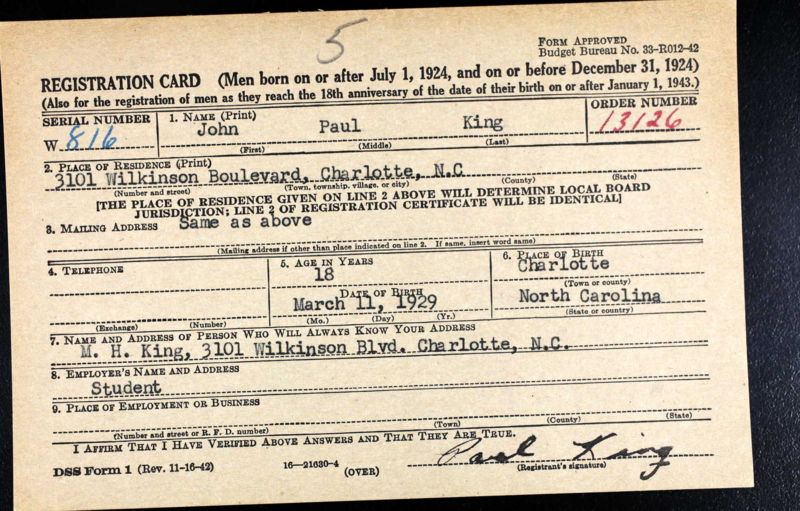 5
FORM APPROVED
Budget Bureau No. 33-R012-42
REGISTRATION CARD (Men born on or after July 1, 1924, and on or before December 31, 1924)
(Also for the registration of men as they reach the 18th anniversary of the date of their birth on or after January 1, 1943.)
SERIAL NUMBER
W 816
1. NAME (Print)
John Paul King
(First) (Middle) (Last)
ORDER NUMBER
13126
2. PLACE OF RESIDENCE (Print)
3101 Wilkinson Boulevard, Charlotte, N.C
(Number and street) (Town, township, village, or city) (County) (State)
[THE PLACE OF RESIDENCE GIVEN ON LINE 2 ABOVE WILL DETERMINE LOCAL BOARD
JURISDICTION; LINE 2 OF REGISTRATION CERTIFICATE WILL BE IDENTICAL]
3. MAILING ADDRESS
Same as above
(Mailing address if other than place indicated on line 2. If same, insert word same)
4. TELEPHONE
(Exchange) (Number)
5. AGE IN YEARS
18
DATE OF BIRTH
March 11, 1929
(Mo.) (Day) (Yr.)
6. PLACE OF BIRTH
Charlotte
(Town or county)
North Carolina
(State or country)
7. NAME AND ADDRESS OF PERSON WHO WILL ALWAYS KNOW YOUR ADDRESS
M. H. King, 3101 Wilkinson Blvd. Charlotte, N.C.
8. EMPLOYER'S NAME AND ADDRESS
Student
9. PLACE OF EMPLOYMENT OR BUSINESS
(Number and street or R. F. D. number) (Town) (County) (State)
I AFFIRM THAT I HAVE VERIFIED ABOVE ANSWERS AND THAT THEY ARE TRUE.
Paul King
DSS Form 1 (Rev. 11-16-42) 16—21630-4 (OVER) (Registrant's signature)